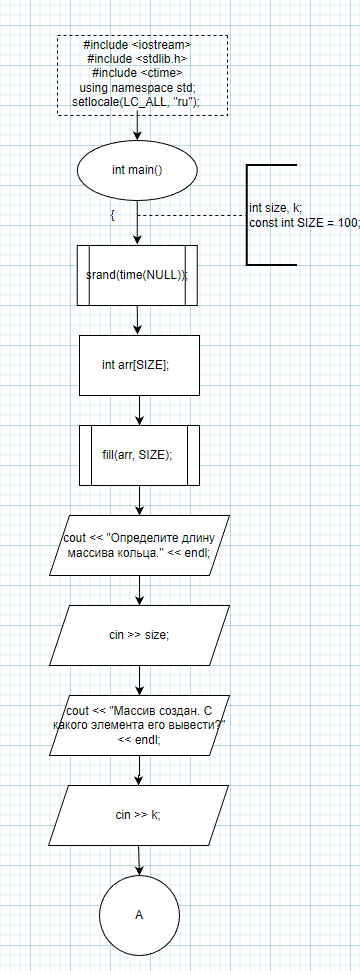 #include <iostream>
#include <stdlib.h>
#include <ctime>
using namespace std;
setlocale(LC_ALL, "ru");
int main()
{
int size, k;
const int SIZE = 100;
srand(time(NULL));
int arr[SIZE];
fill(arr, SIZE);
cout << "Определите длину
массива кольца." << endl;
cin >> size;
cout << "Массив создан. С
какого элемента его вывести?"
<< endl;
cin >> k;
A